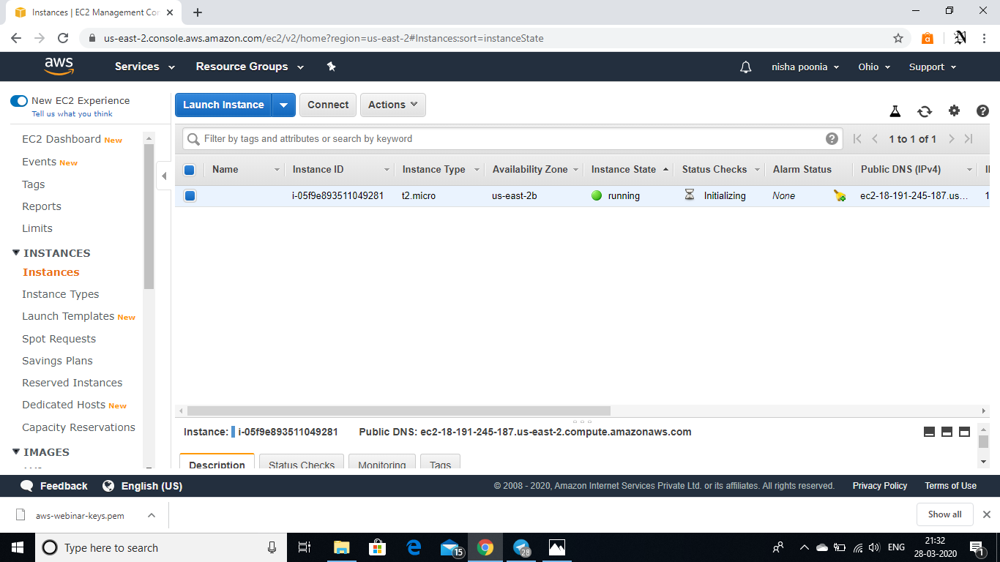 Instances | EC2 Management Con
us-east-2.console.aws.amazon.com/ec2/v2/home?region=us-east-2#Instances:sort=instanceState
aws Services Resource Groups nisha poonia Ohio Support
New EC2 Experience
Tell us what you think
EC2 Dashboard New
Events New
Tags
Reports
Limits
INSTANCES
Instances
Instance Types
Launch Templates New
Spot Requests
Savings Plans
Reserved Instances
Dedicated Hosts New
Capacity Reservations
IMAGES
Launch Instance Connect Actions
Filter by tags and attributes or search by keyword 1 to 1 of 1
Name Instance ID Instance Type Availability Zone Instance State Status Checks Alarm Status Public DNS (IPv4)
i-05f9e893511049281 t2.micro us-east-2b running Initializing None ec2-18-191-245-187.us... 1
Instance: i-05f9e893511049281 Public DNS: ec2-18-191-245-187.us-east-2.compute.amazonaws.com
Description Status Checks Monitoring Tags
Feedback English (US) © 2008 - 2020, Amazon Internet Services Private Ltd. or its affiliates. All rights reserved. Privacy Policy Terms of Use
aws-webinar-keys.pem Show all
Type here to search 15 28 ENG 21:32
28-03-2020 1